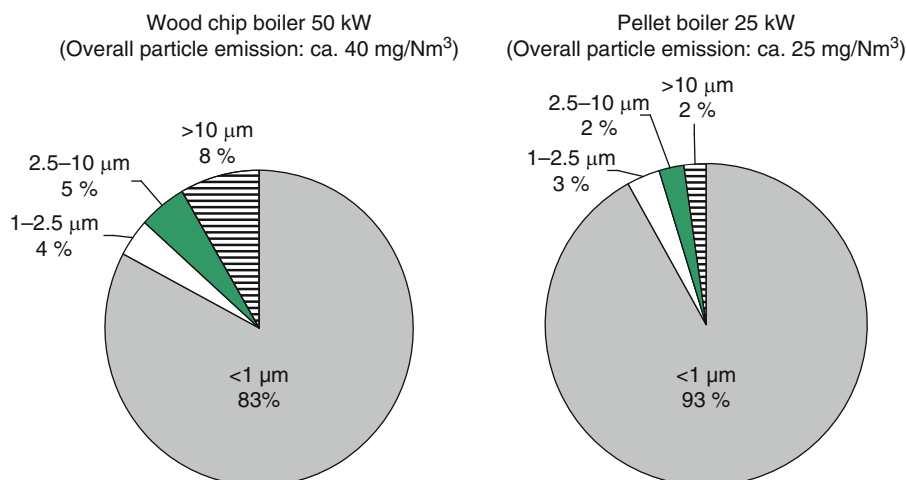 Wood chip boiler 50 kW
(Overall particle emission: ca. 40 mg/Nm³)
>10 μm
8 %
2.5–10 μm
5 %
1–2.5 μm
4 %
<1 μm
83%
Pellet boiler 25 kW
(Overall particle emission: ca. 25 mg/Nm³)
>10 μm
2 %
2.5–10 μm
2 %
1–2.5 μm
3 %
<1 μm
93 %